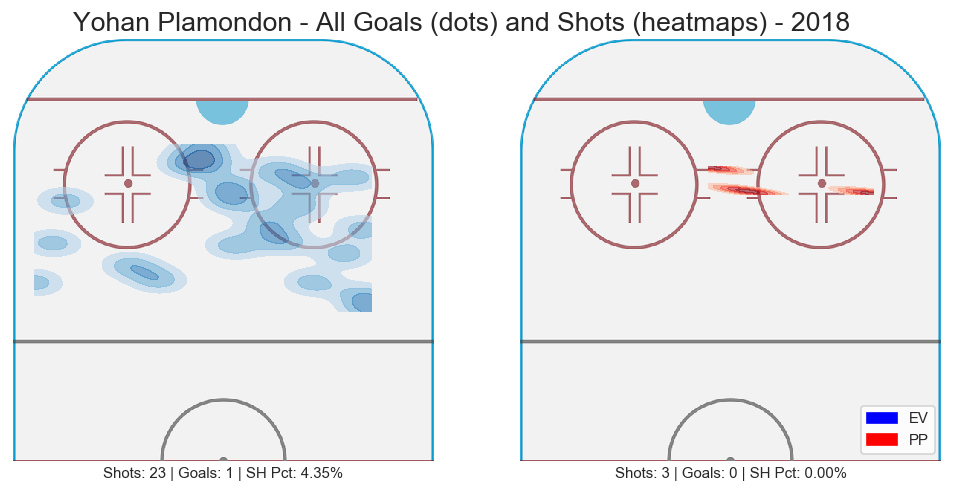 Yohan Plamondon - All Goals (dots) and Shots (heatmaps) - 2018
EV
PP
Shots: 23 | Goals: 1 | SH Pct: 4.35%
Shots: 3 | Goals: 0 | SH Pct: 0.00%